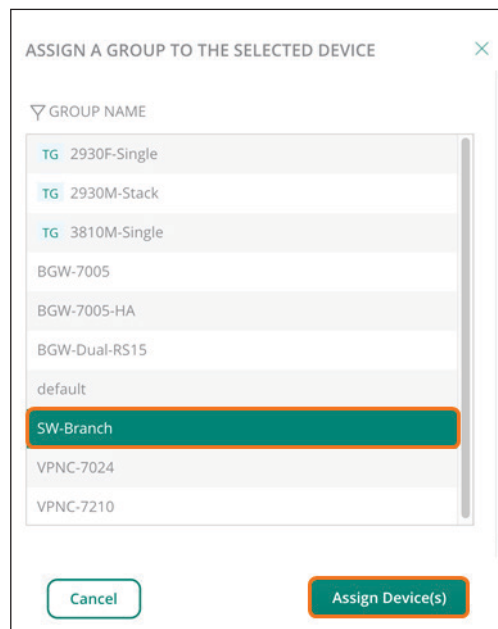 ASSIGN A GROUP TO THE SELECTED DEVICE
GROUP NAME
TG 2930F-Single
TG 2930M-Stack
TG 3810M-Single
BGW-7005
BGW-7005-HA
BGW-Dual-RS15
default
SW-Branch
VPNC-7024
VPNC-7210
Cancel Assign Device(s)